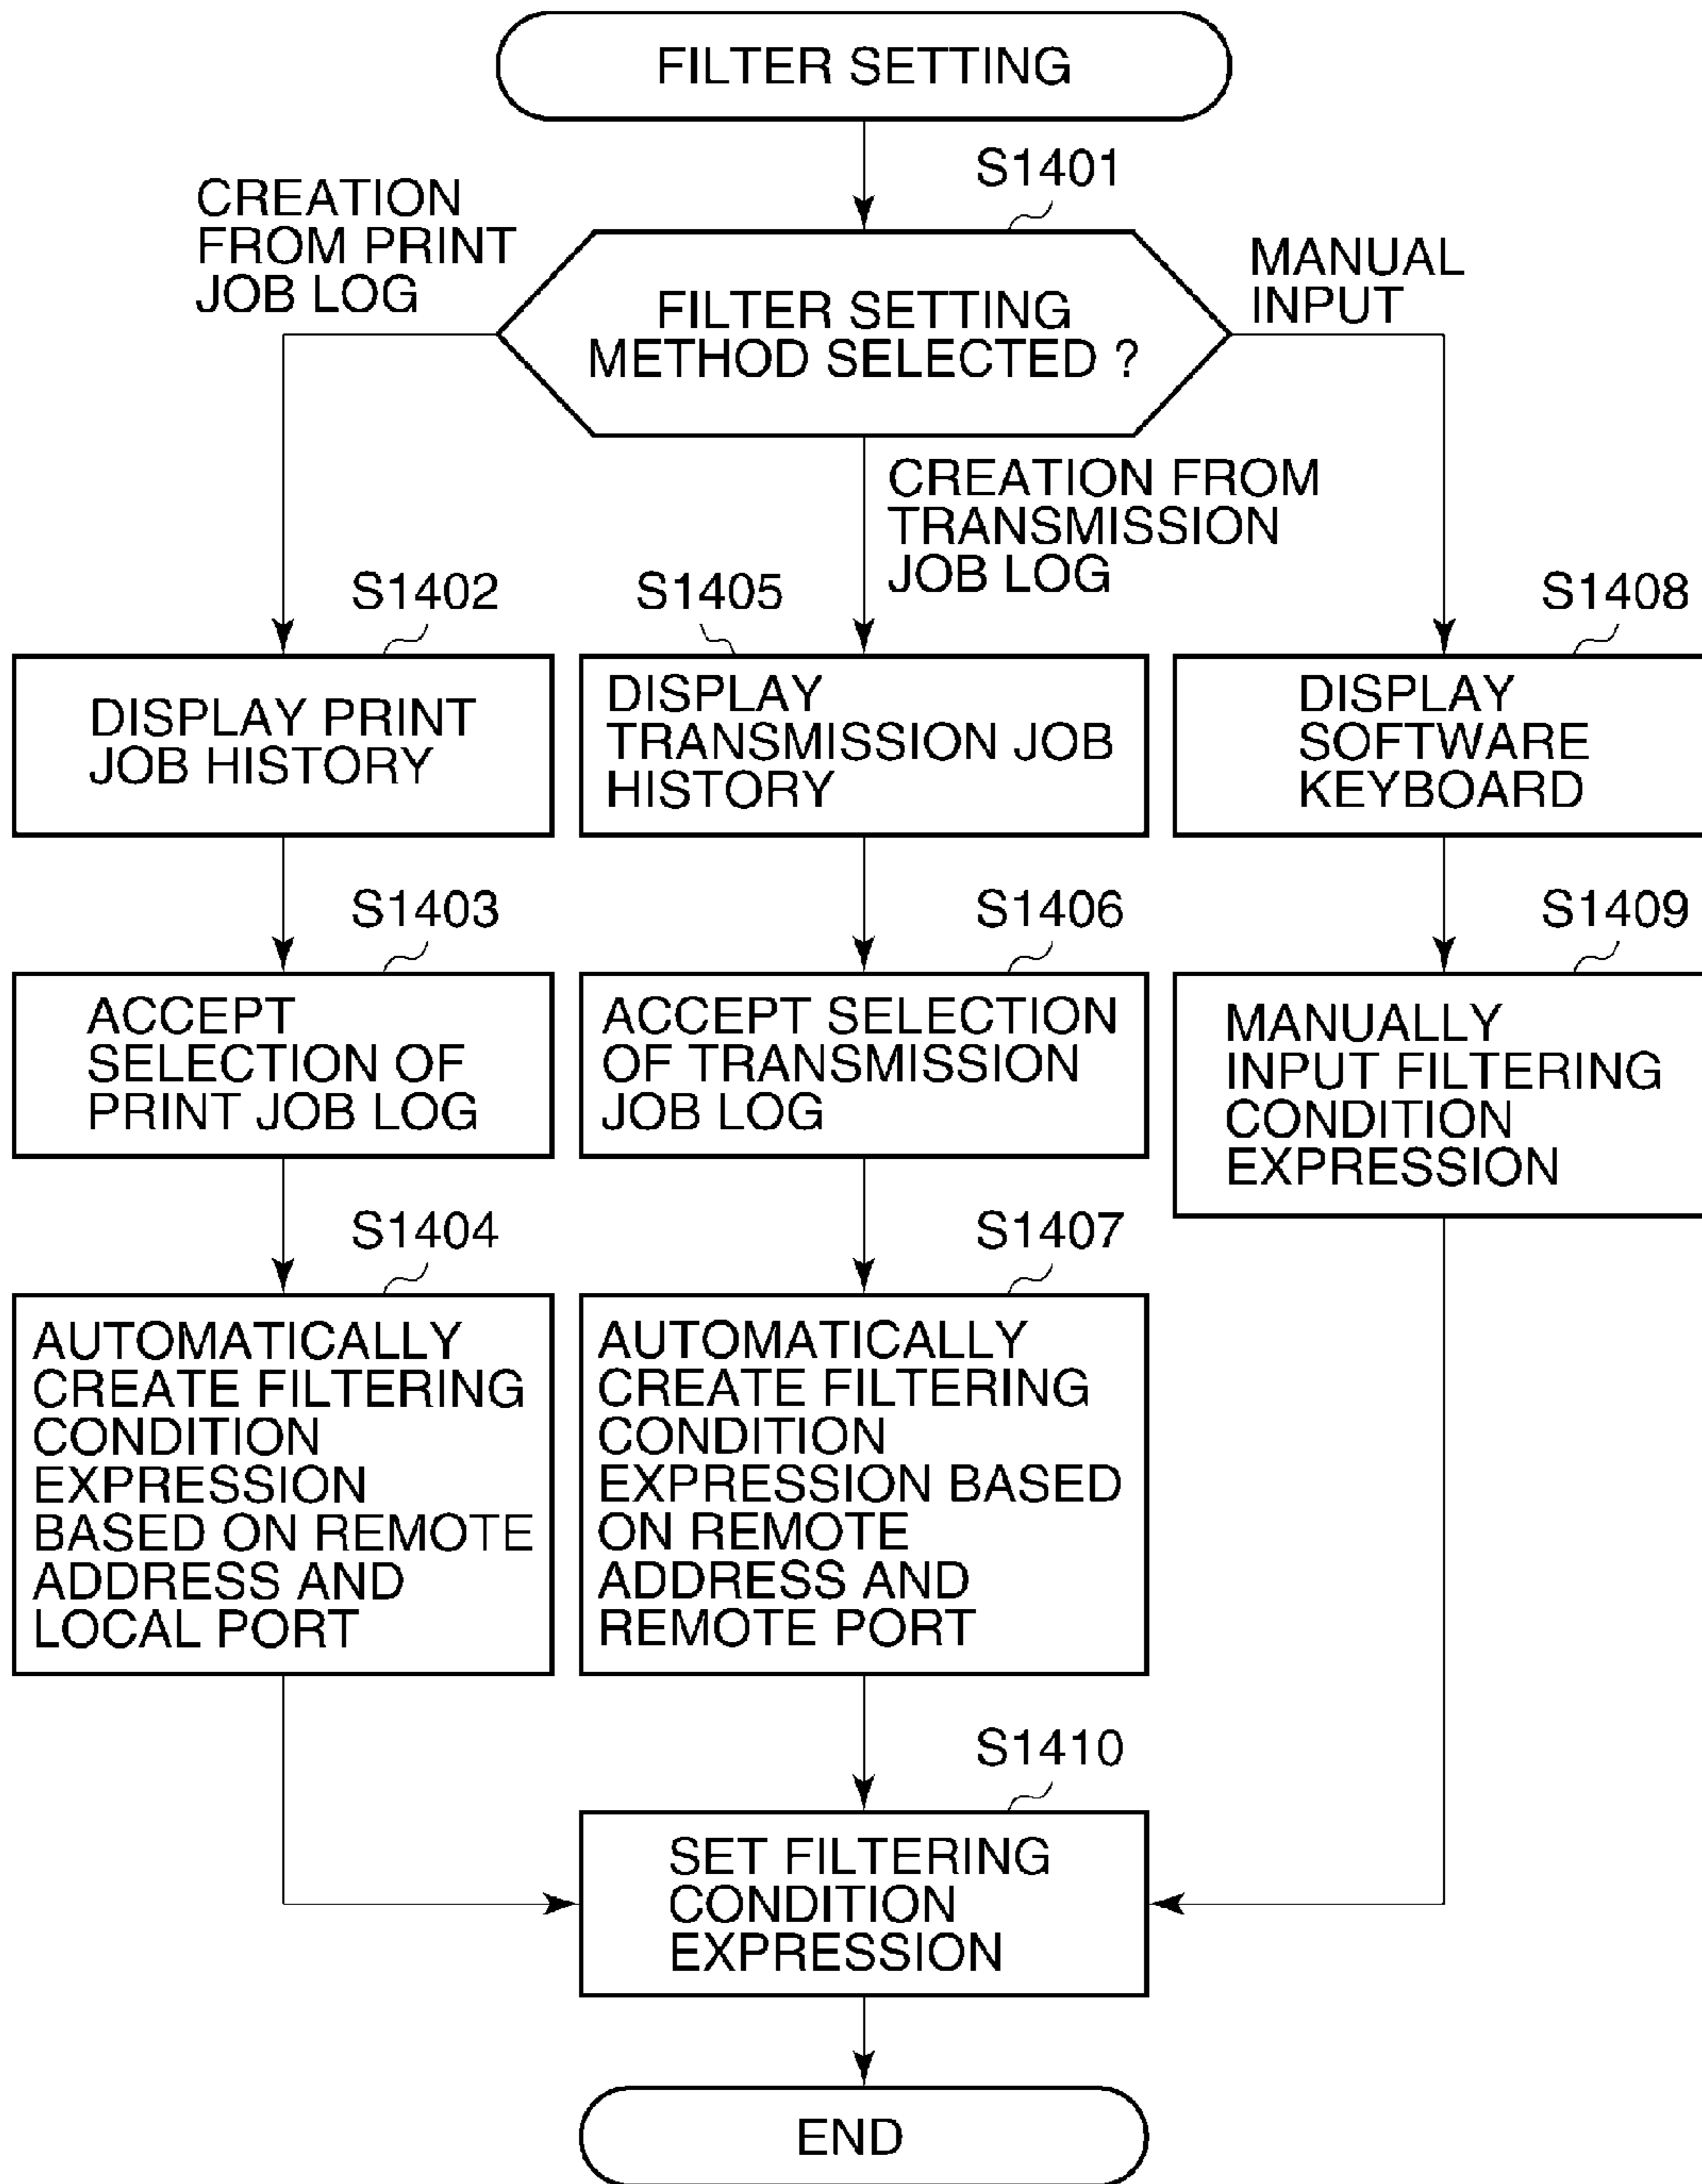 FILTER SETTING
S1401
CREATION
FROM PRINT
JOB LOG
FILTER SETTING
METHOD SELECTED ?
MANUAL
INPUT
CREATION FROM
TRANSMISSION
JOB LOG
S1402
DISPLAY PRINT
JOB HISTORY
S1405
DISPLAY
TRANSMISSION JOB
HISTORY
S1408
DISPLAY
SOFTWARE
KEYBOARD
S1403
ACCEPT
SELECTION OF
PRINT JOB LOG
S1406
ACCEPT SELECTION
OF TRANSMISSION
JOB LOG
S1409
MANUALLY
INPUT FILTERING
CONDITION
EXPRESSION
S1404
AUTOMATICALLY
CREATE FILTERING
CONDITION
EXPRESSION
BASED ON REMOTE
ADDRESS AND
LOCAL PORT
S1407
AUTOMATICALLY
CREATE FILTERING
CONDITION
EXPRESSION BASED
ON REMOTE
ADDRESS AND
REMOTE PORT
S1410
SET FILTERING
CONDITION
EXPRESSION
END